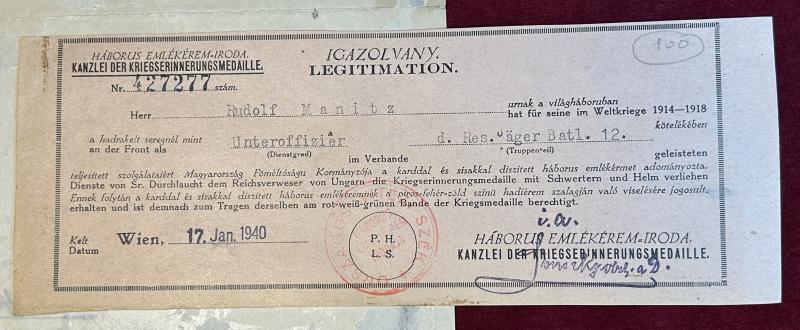 100
HÁBORUS EMLÉKÉREM-IRODA.
KANZLEI DER KRIEGSERINNERUNGSMEDAILLE.
Nr. 427277 szám.
IGAZOLVANY.
LEGITIMATION.
Herr Rudolf Manitz urnak a világháboruban
hat für seine im Weltkriege 1914—1918
a hadrakelt seregnél mint Unteroffizier a d. Res. Jäger Batl. 12. kötelékében
an der Front als (Dienstgrad) im Verbande (Truppenteil) geleisteten
teljesitett szolgálataiért Magyarország Főméltóságu Kormányzója a karddal és sisakkal diszitett háborus emlékérmet adományozta.
Dienste von Sr. Durchlaucht dem Reichsverweser von Ungarn die Kriegserinnerungsmedaille mit Schwertern und Helm verliehen
Ennek folytán a karddal és sisakkal diszitett háborus emlékéremnek a piros-fehér-zöld szinű hadiérem szalagján való viselésére jogosult.
erhalten und ist demnach zum Tragen derselben am rot-weiß-grünen Bande der Kriegsmedaille berechtigt.
Kelt
Datum Wien, 17. Jan. 1940
P. H.
L. S.
i.a.
HÁBORUS EMLÉKÉREM-IRODA.
KANZLEI DER KRIEGSERINNERUNGSMEDAILLE.